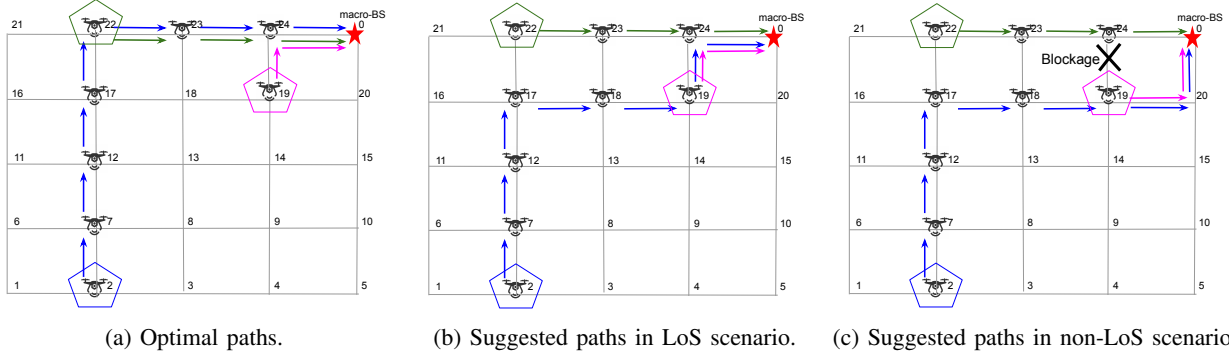 macro-BS
21 22 23 24 0
16 17 18 19 20
11 12 13 14 15
6 7 8 9 10
1 2 3 4 5
(a) Optimal paths.
macro-BS
21 22 23 24 0
16 17 18 19 20
11 12 13 14 15
6 7 8 9 10
1 2 3 4 5
(b) Suggested paths in LoS scenario.
macro-BS
21 22 23 24 0
Blockage
16 17 18 19 20
11 12 13 14 15
6 7 8 9 10
1 2 3 4 5
(c) Suggested paths in non-LoS scenario